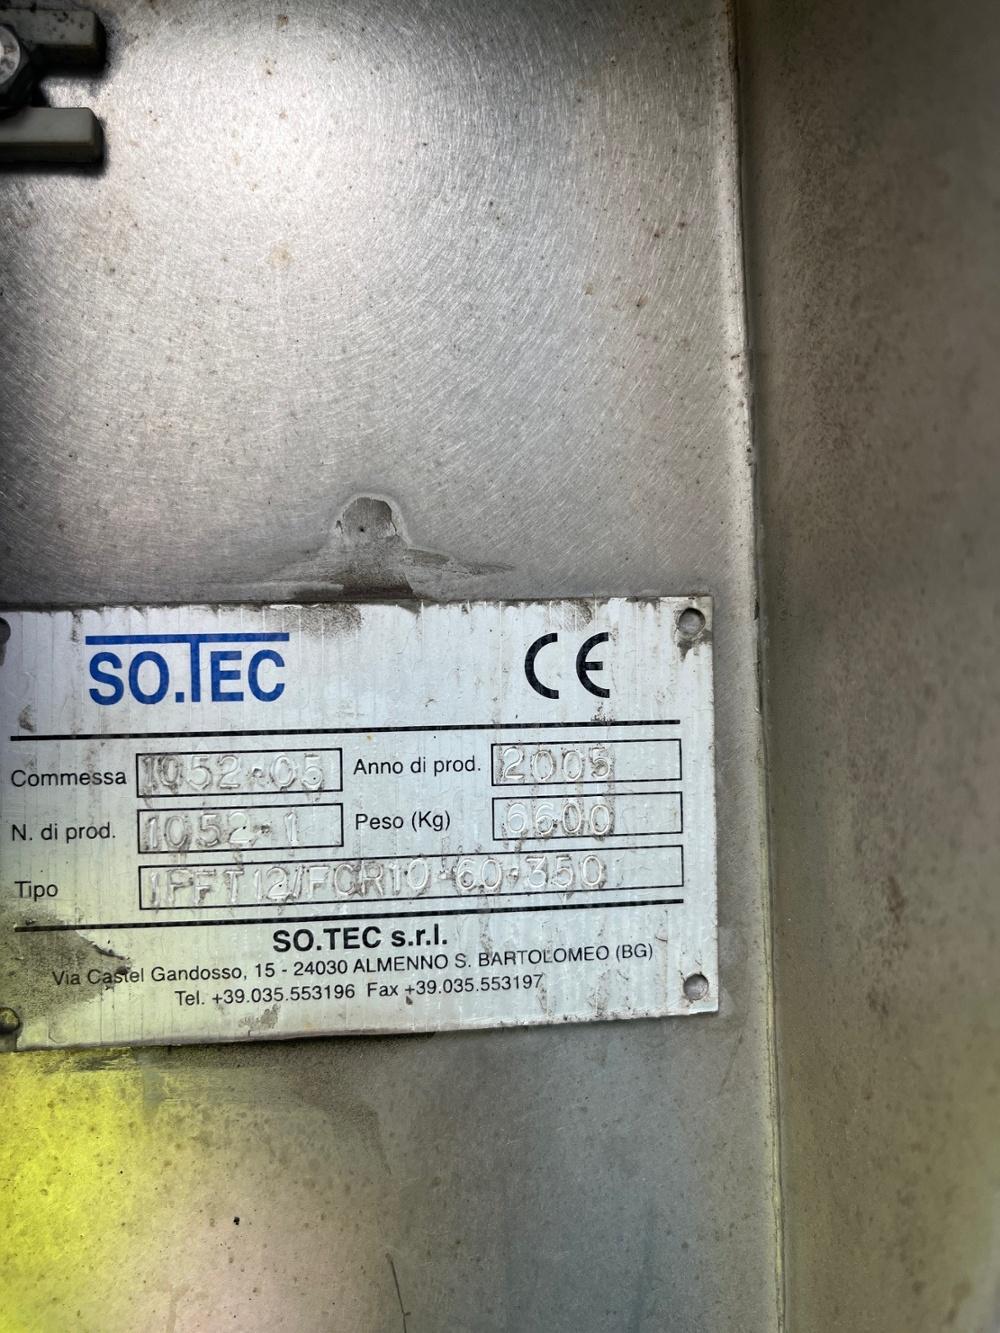 SO.TEC CE
Commessa 1052-05 Anno di prod. 2005
N. di prod. 1052-1 Peso (Kg) 6600
Tipo IFFT12/FCR10-60-350
SO.TEC s.r.l.
Via Castel Gandosso, 15 - 24030 ALMENNO S. BARTOLOMEO (BG)
Tel. +39.035.553196 Fax +39.035.553197